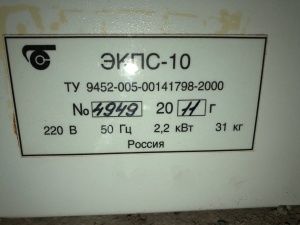 ЭКПС-10
ТУ 9452-005-00141798-2000
№ 4949 20 11 г
220 В 50 Гц 2,2 кВт 31 кг
Россия